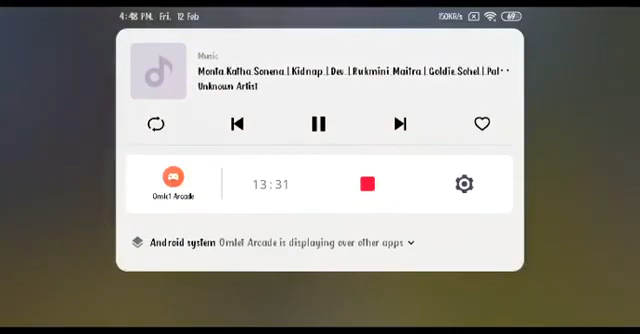 4:48 PM, Fri, 12 Feb
150KB/s 69
Music
Monta Katha Sonena | Kidnap | Dev | Rukmini Maitra | Goldie Sohel | Pal··
Unknown Artist
Omlet Arcade
13:31
Android system Omlet Arcade is displaying over other apps